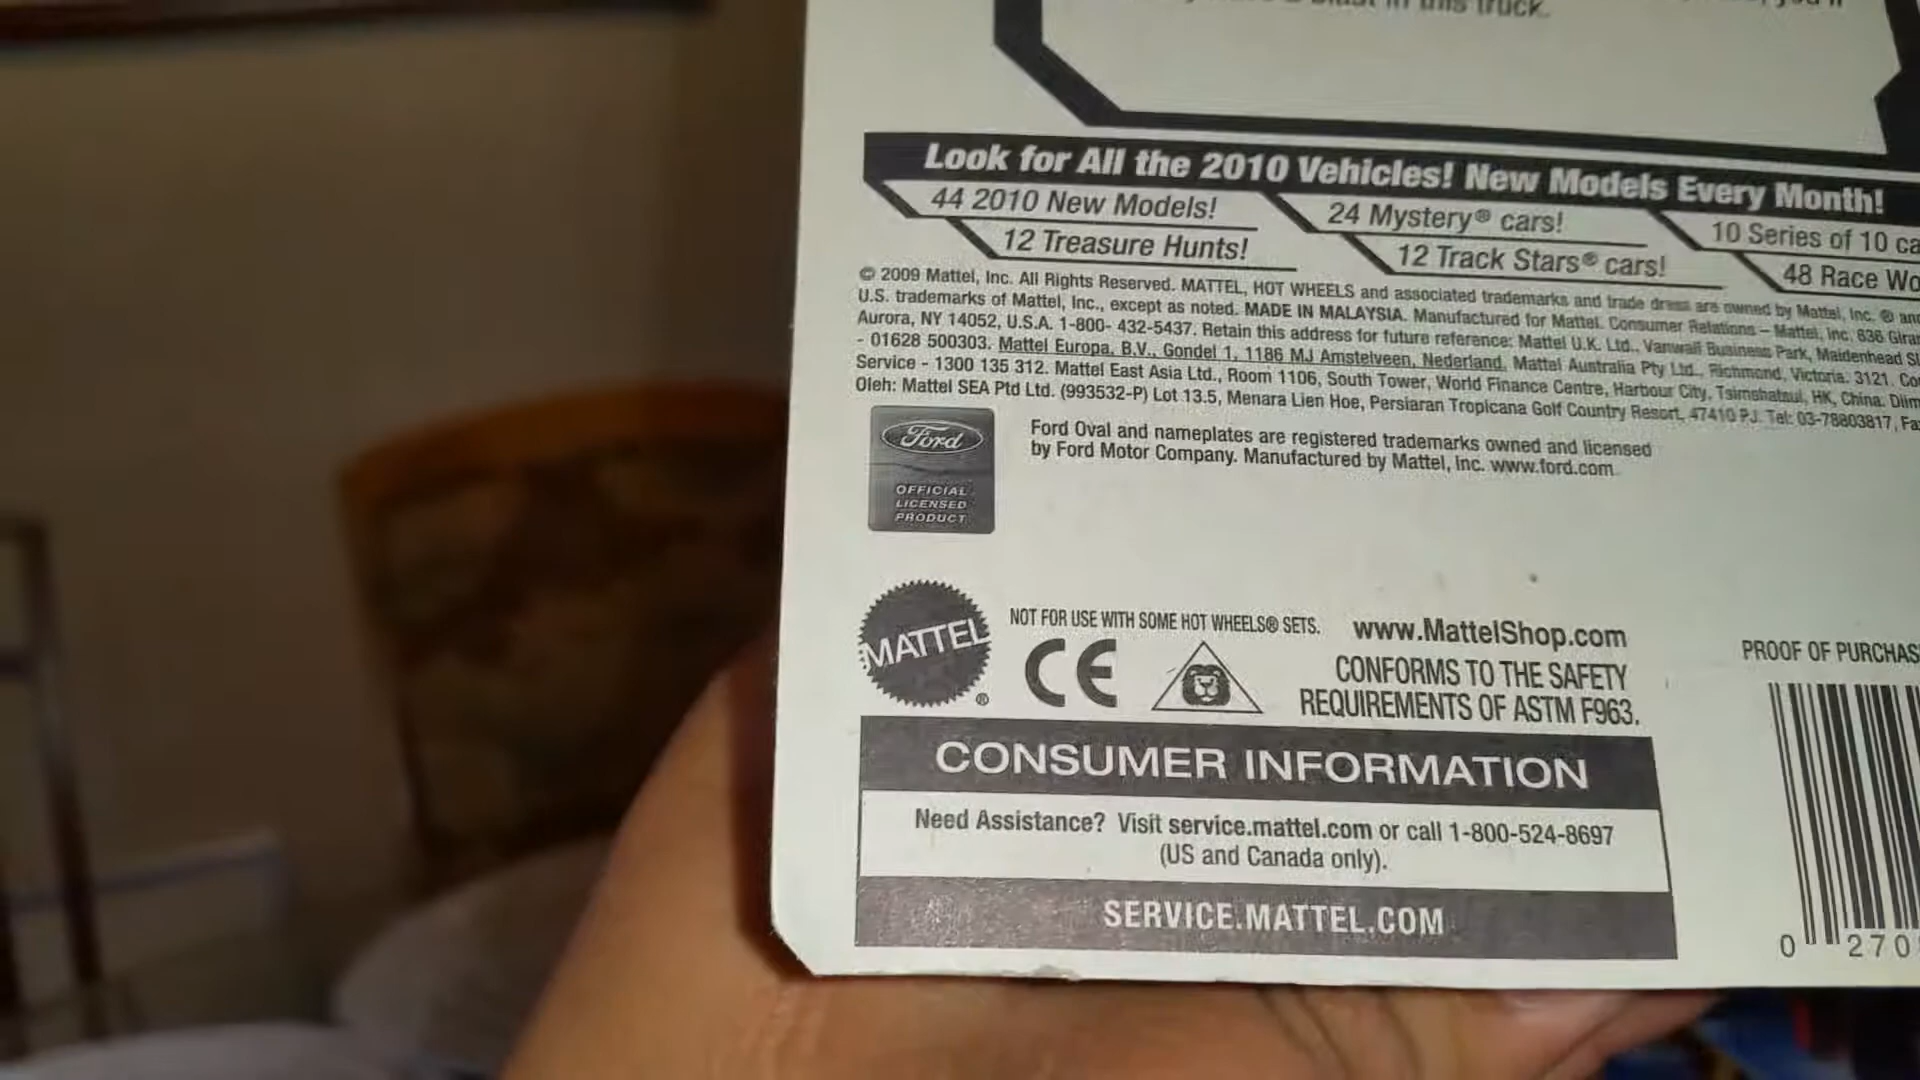 in this truck.
Look for All the 2010 Vehicles! New Models Every Month!
44 2010 New Models!
24 Mystery® cars!
10 Series of 10 ca
12 Treasure Hunts!
12 Track Stars® cars!
48 Race Wo
© 2009 Mattel, Inc. All Rights Reserved. MATTEL, HOT WHEELS and associated trademarks and trade dress are owned by Mattel, Inc. ® and
U.S. trademarks of Mattel, Inc., except as noted. MADE IN MALAYSIA. Manufactured for Mattel. Consumer Relations – Mattel, Inc. 636 Girar
Aurora, NY 14052, U.S.A. 1-800- 432-5437. Retain this address for future reference: Mattel U.K. Ltd., Vanwall Business Park, Maidenhead SL
- 01628 500303. Mattel Europa, B.V., Gondel 1, 1186 MJ Amstelveen, Nederland. Mattel Australia Pty Ltd., Richmond, Victoria. 3121. Co
Service - 1300 135 312. Mattel East Asia Ltd., Room 1106, South Tower, World Finance Centre, Harbour City, Tsimshatsui, HK, China. Diim
Oleh: Mattel SEA Ptd Ltd. (993532-P) Lot 13.5, Menara Lien Hoe, Persiaran Tropicana Golf Country Resort, 47410 PJ. Tel: 03-78803817, Fa
Ford
OFFICIAL
LICENSED
PRODUCT
Ford Oval and nameplates are registered trademarks owned and licensed
by Ford Motor Company. Manufactured by Mattel, Inc. www.ford.com
MATTEL ®
NOT FOR USE WITH SOME HOT WHEELS® SETS.
CE
www.MattelShop.com
CONFORMS TO THE SAFETY
REQUIREMENTS OF ASTM F963.
PROOF OF PURCHAS
0 270
CONSUMER INFORMATION
Need Assistance? Visit service.mattel.com or call 1-800-524-8697
(US and Canada only).
SERVICE.MATTEL.COM